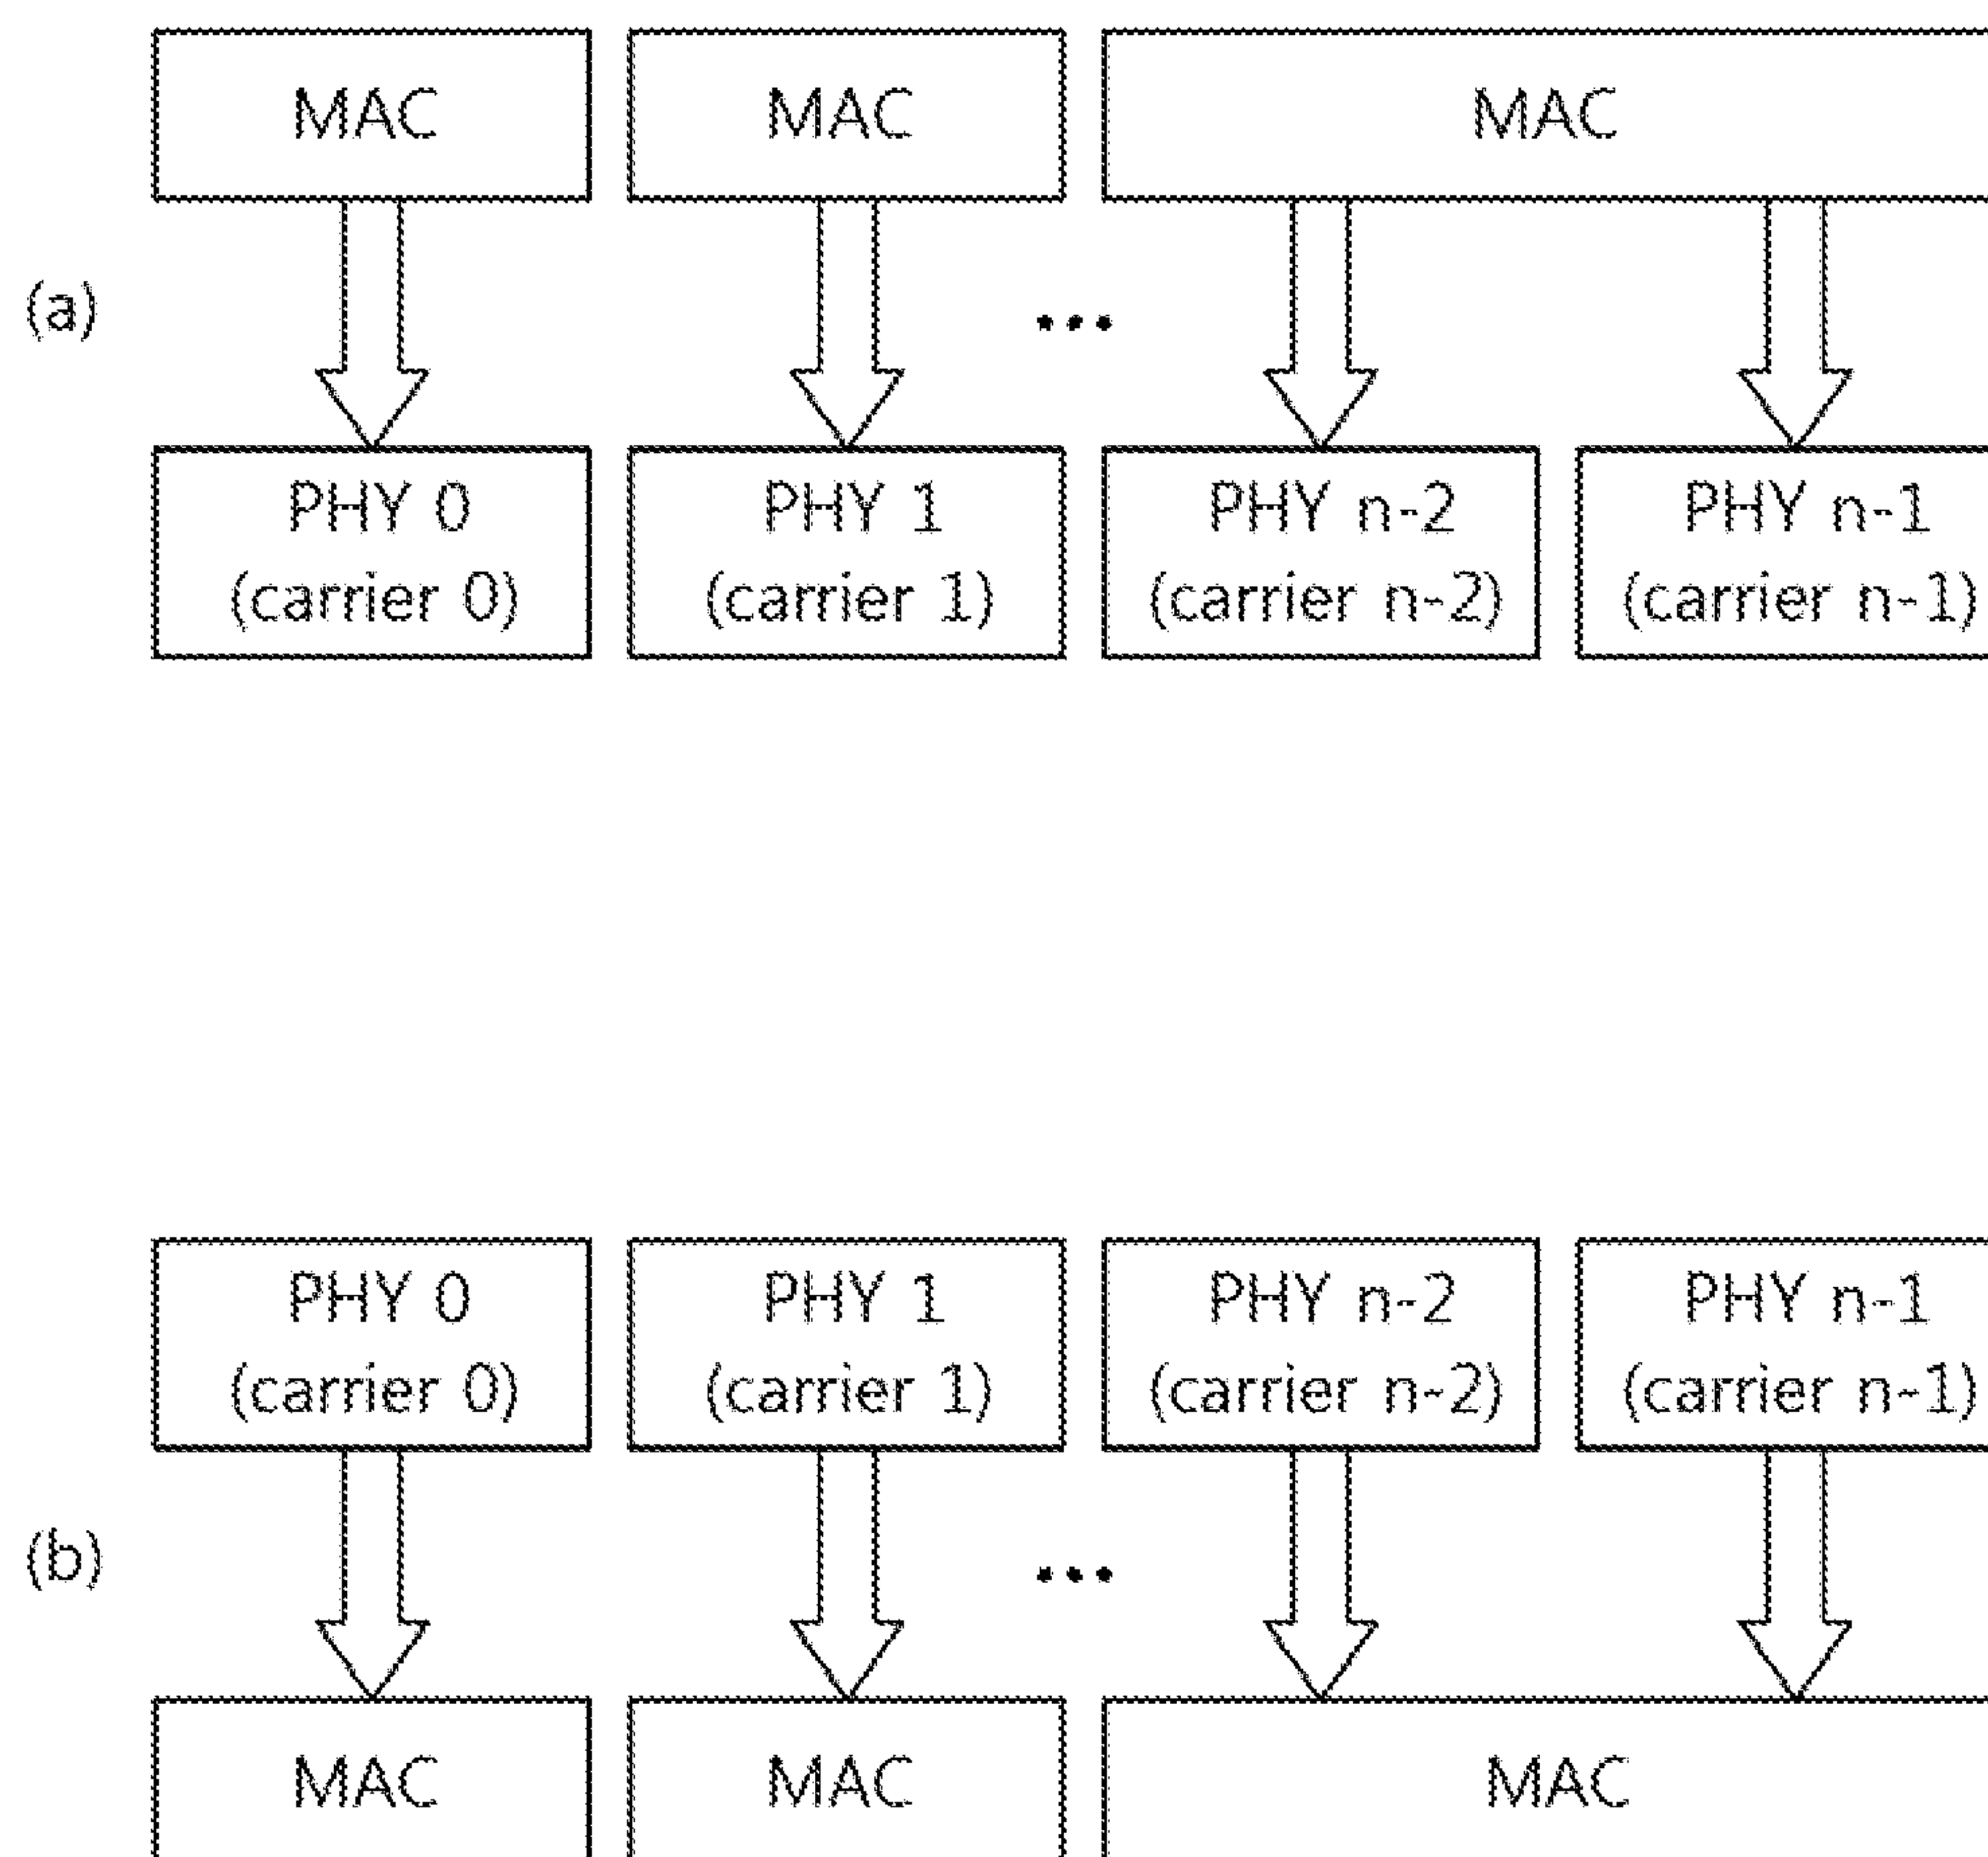 MAC MAC MAC
(a)
...
PHY 0 PHY 1 PHY n-2 PHY n-1
(carrier 0) (carrier 1) (carrier n-2) (carrier n-1)
PHY 0 PHY 1 PHY n-2 PHY n-1
(carrier 0) (carrier 1) (carrier n-2) (carrier n-1)
(b)
...
MAC MAC MAC